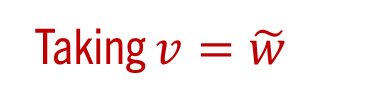 Taking v = w̃